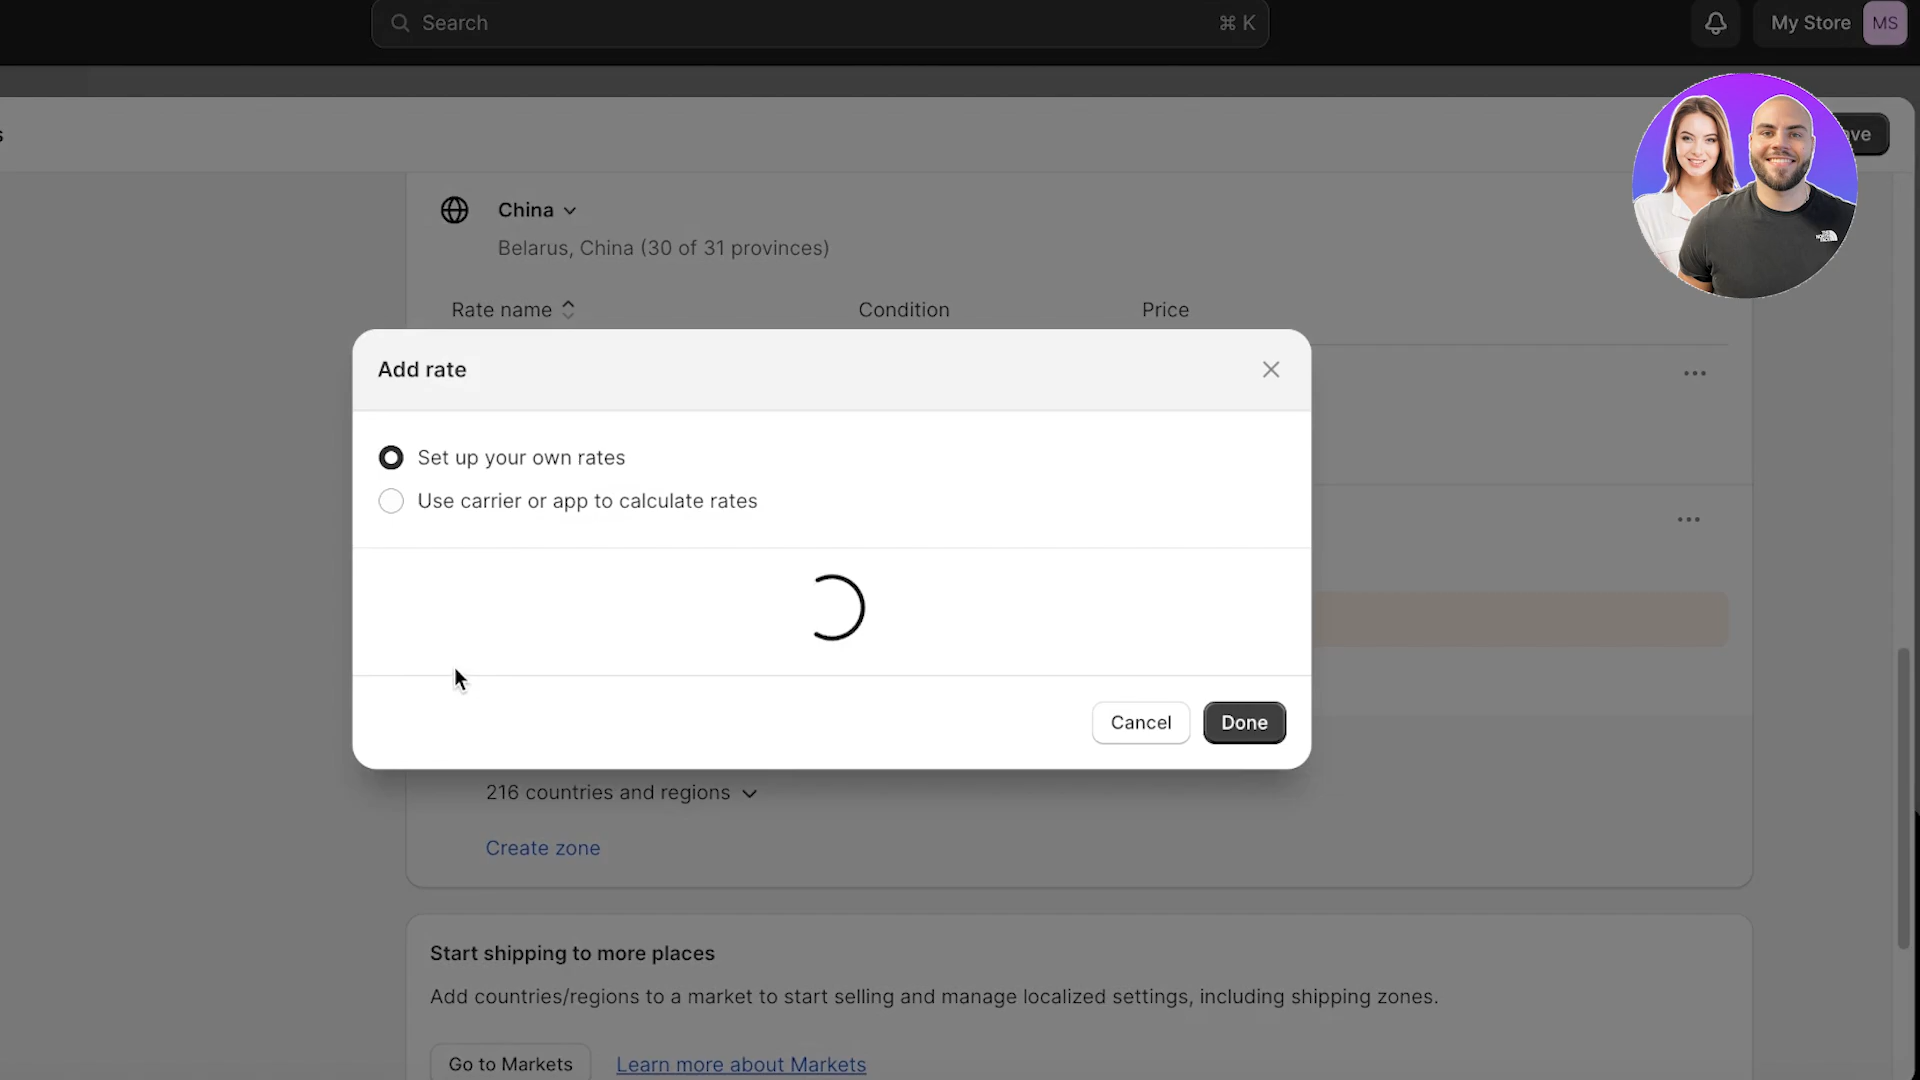 Search
⌘ K
My Store
MS
s
ve
China
Belarus, China (30 of 31 provinces)
Rate name
Condition
Price
Add rate
Set up your own rates
Use carrier or app to calculate rates
Cancel
Done
216 countries and regions
Create zone
Start shipping to more places
Add countries/regions to a market to start selling and manage localized settings, including shipping zones.
Go to Markets
Learn more about Markets